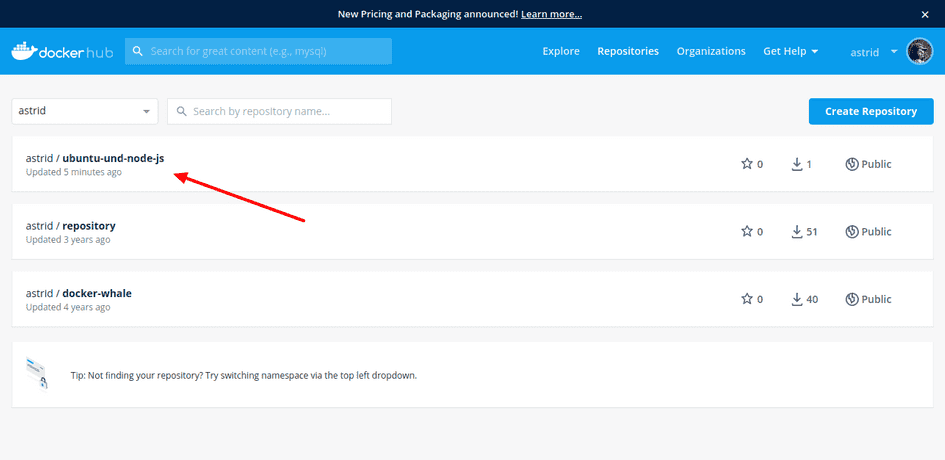 New Pricing and Packaging announced! Learn more...
docker hub Search for great content (e.g., mysql) Explore Repositories Organizations Get Help astrid
astrid Search by repository name... Create Repository
astrid / ubuntu-und-node-js 0 1 Public
Updated 5 minutes ago
astrid / repository 0 51 Public
Updated 3 years ago
astrid / docker-whale 0 40 Public
Updated 4 years ago
Tip: Not finding your repository? Try switching namespace via the top left dropdown.